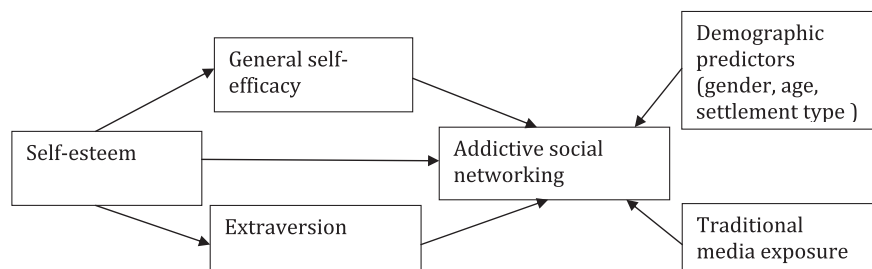 General self-
efficacy
Demographic
predictors
(gender, age,
settlement type )
Self-esteem
Addictive social
networking
Extraversion
Traditional
media exposure